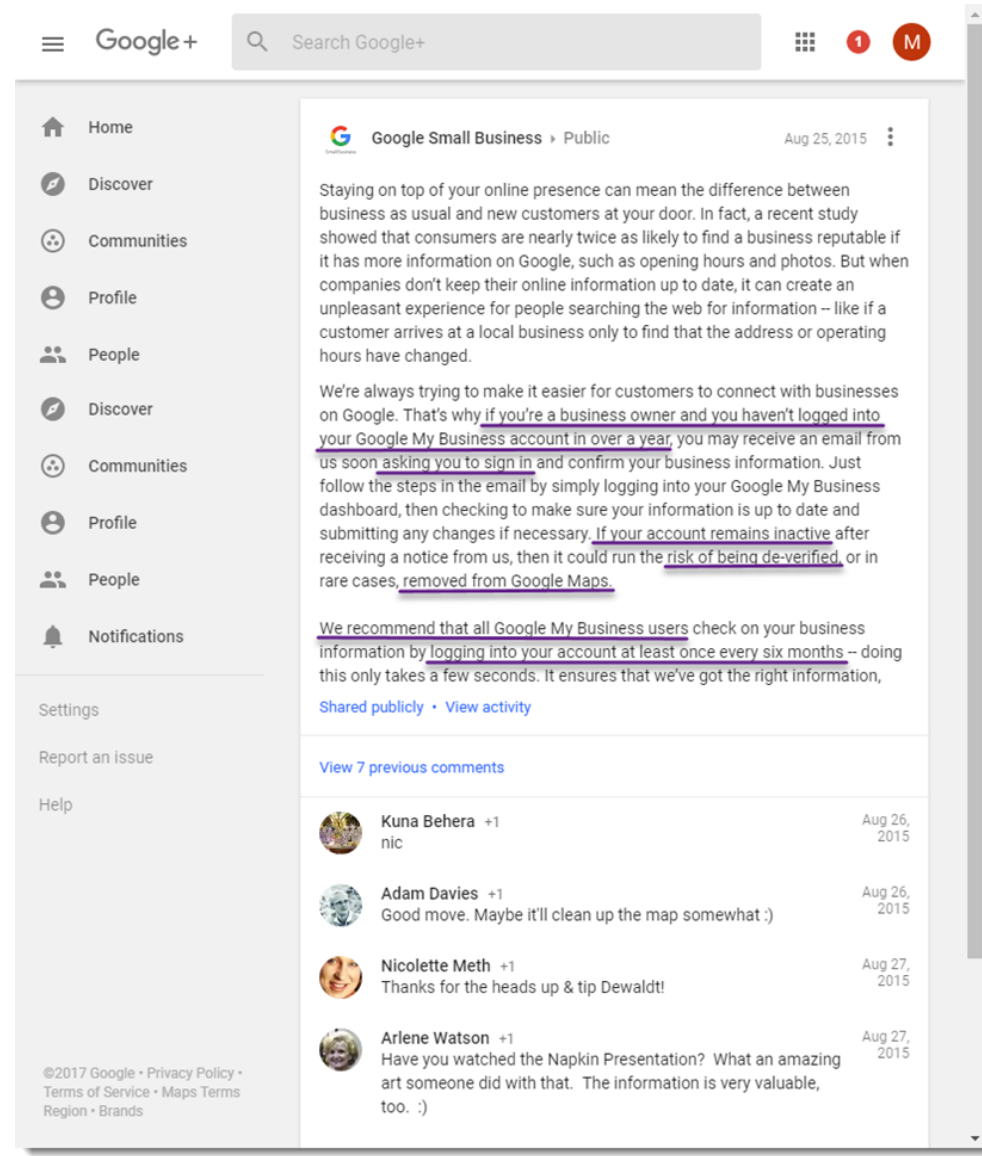 Google+
Search Google+
1
M
Home
Discover
Communities
Profile
People
Discover
Communities
Profile
People
Notifications
Settings
Report an issue
Help
©2017 Google • Privacy Policy •
Terms of Service • Maps Terms
Region • Brands
Google Small Business ▸ Public
Aug 25, 2015
Staying on top of your online presence can mean the difference between
business as usual and new customers at your door. In fact, a recent study
showed that consumers are nearly twice as likely to find a business reputable if
it has more information on Google, such as opening hours and photos. But when
companies don't keep their online information up to date, it can create an
unpleasant experience for people searching the web for information -- like if a
customer arrives at a local business only to find that the address or operating
hours have changed.
We're always trying to make it easier for customers to connect with businesses
on Google. That's why if you're a business owner and you haven't logged into
your Google My Business account in over a year, you may receive an email from
us soon asking you to sign in and confirm your business information. Just
follow the steps in the email by simply logging into your Google My Business
dashboard, then checking to make sure your information is up to date and
submitting any changes if necessary. If your account remains inactive after
receiving a notice from us, then it could run the risk of being de-verified, or in
rare cases, removed from Google Maps.
We recommend that all Google My Business users check on your business
information by logging into your account at least once every six months -- doing
this only takes a few seconds. It ensures that we've got the right information,
Shared publicly • View activity
View 7 previous comments
Kuna Behera +1
Aug 26,
2015
nic
Adam Davies +1
Aug 26,
2015
Good move. Maybe it'll clean up the map somewhat :)
Nicolette Meth +1
Aug 27,
2015
Thanks for the heads up & tip Dewaldt!
Arlene Watson +1
Aug 27,
2015
Have you watched the Napkin Presentation? What an amazing
art someone did with that. The information is very valuable,
too. :)